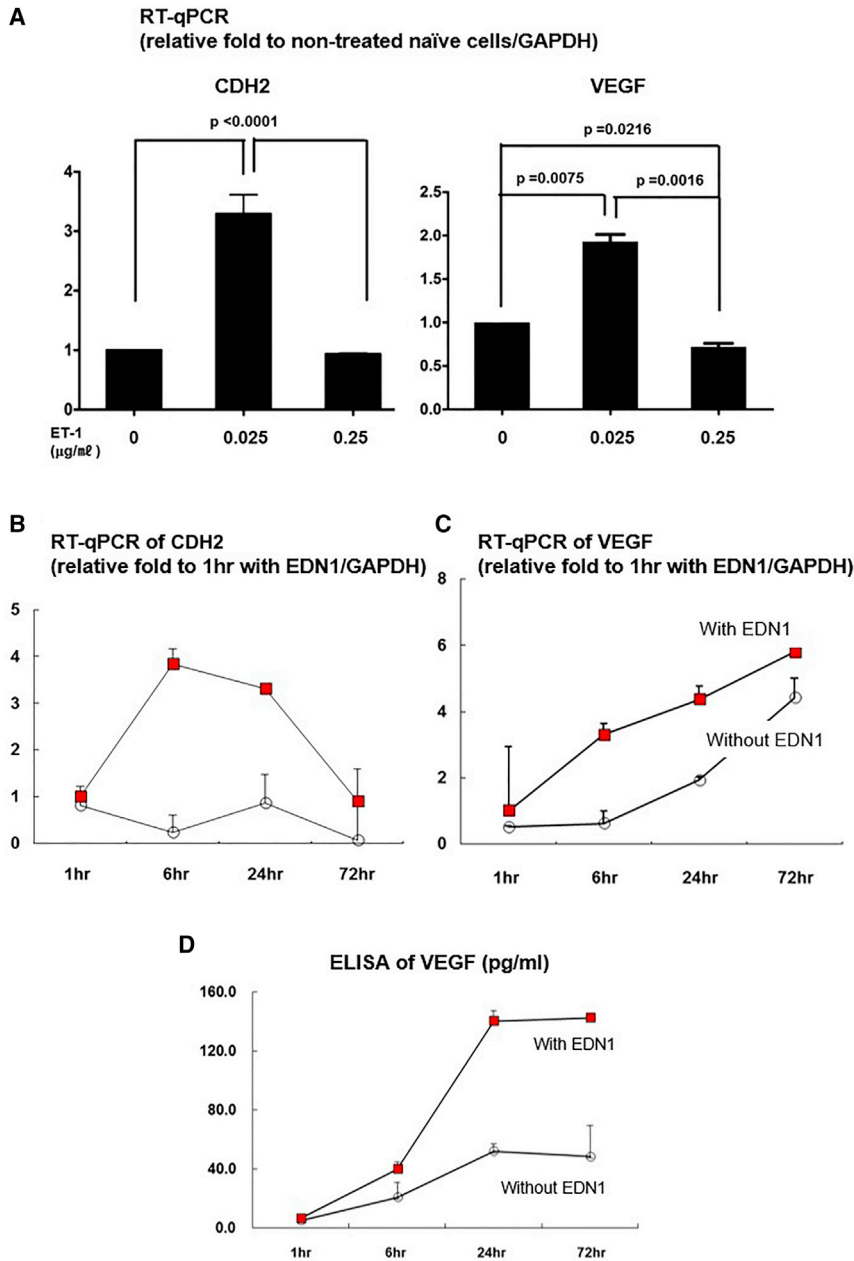 A
RT-qPCR
(relative fold to non-treated naïve cells/GAPDH)
CDH2
p <0.0001
4
3
2
1
0
ET-1
(μg/㎖ )
0
0.025
0.25
VEGF
p =0.0216
p =0.0075
p =0.0016
2.5
2.0
1.5
1.0
0.5
0.0
0
0.025
0.25
B
RT-qPCR of CDH2
(relative fold to 1hr with EDN1/GAPDH)
5
4
3
2
1
0
1hr
6hr
24hr
72hr
C
RT-qPCR of VEGF
(relative fold to 1hr with EDN1/GAPDH)
8
6
4
2
0
With EDN1
Without EDN1
1hr
6hr
24hr
72hr
D
ELISA of VEGF (pg/ml)
160.0
120.0
80.0
40.0
0.0
With EDN1
Without EDN1
1hr
6hr
24hr
72hr